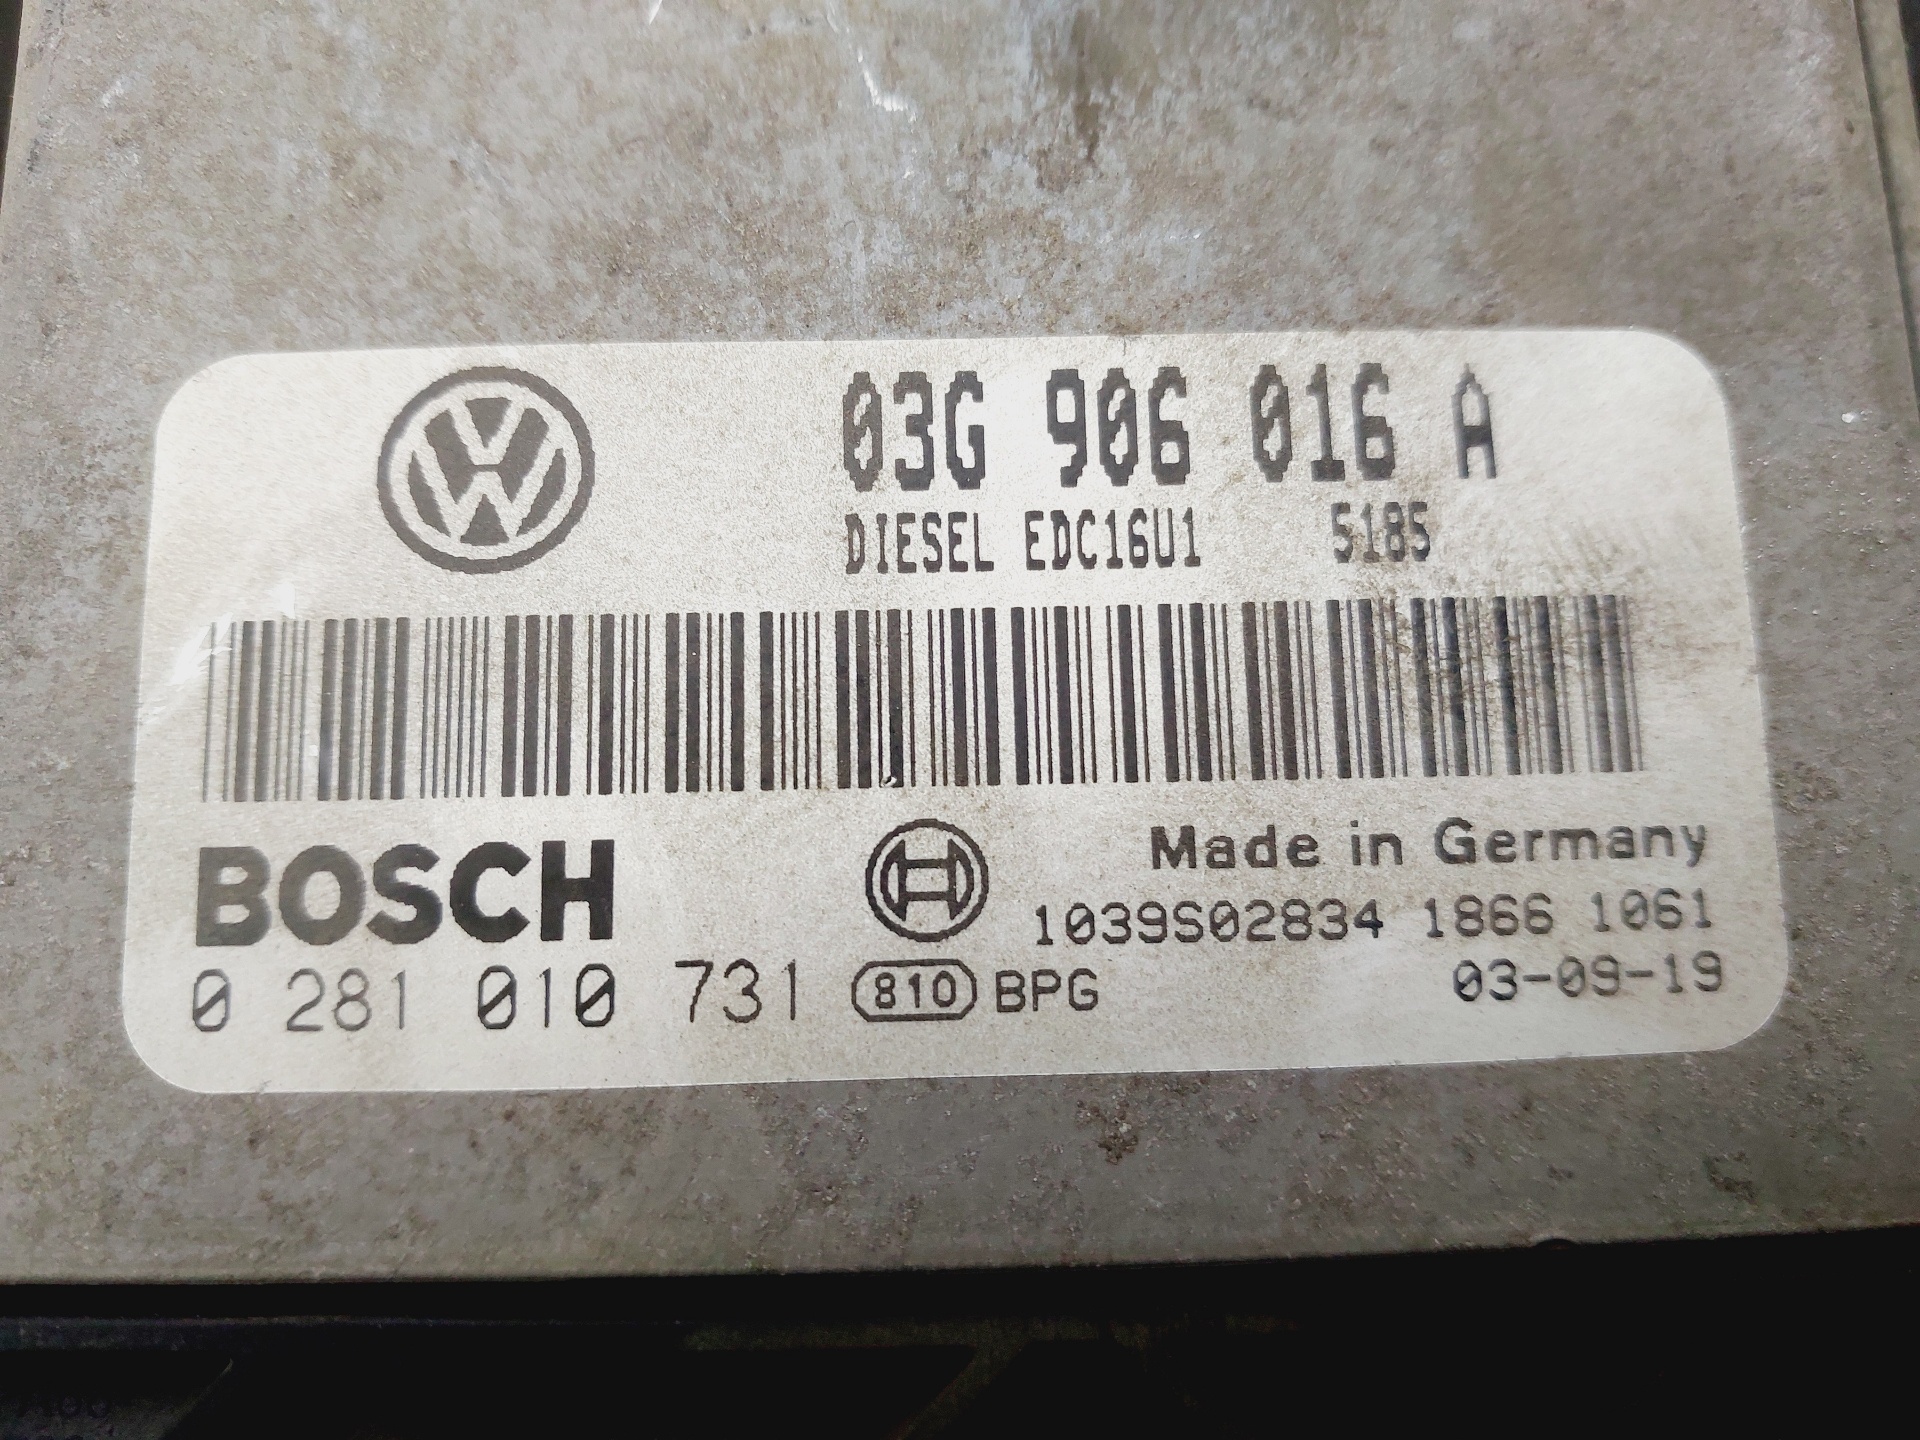 03G 906 016 A
DIESEL EDC16U1 5185
BOSCH
Made in Germany
1039S02834 1866 1061
0 281 010 731 810 BPG 03-09-19